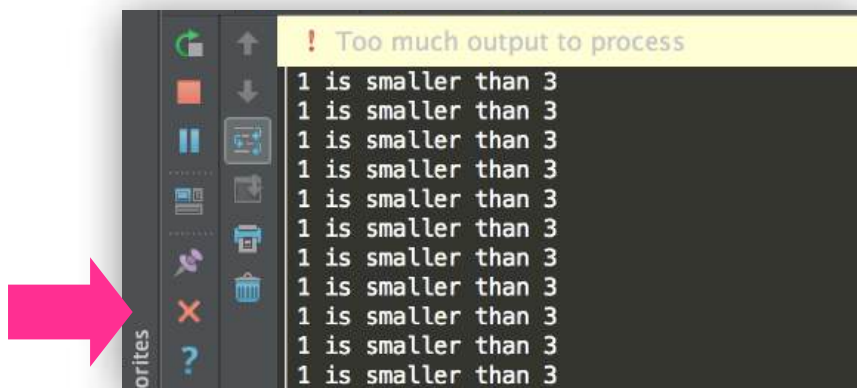 ! Too much output to process
1 is smaller than 3
1 is smaller than 3
1 is smaller than 3
1 is smaller than 3
1 is smaller than 3
1 is smaller than 3
1 is smaller than 3
1 is smaller than 3
1 is smaller than 3
1 is smaller than 3
1 is smaller than 3
?
orites